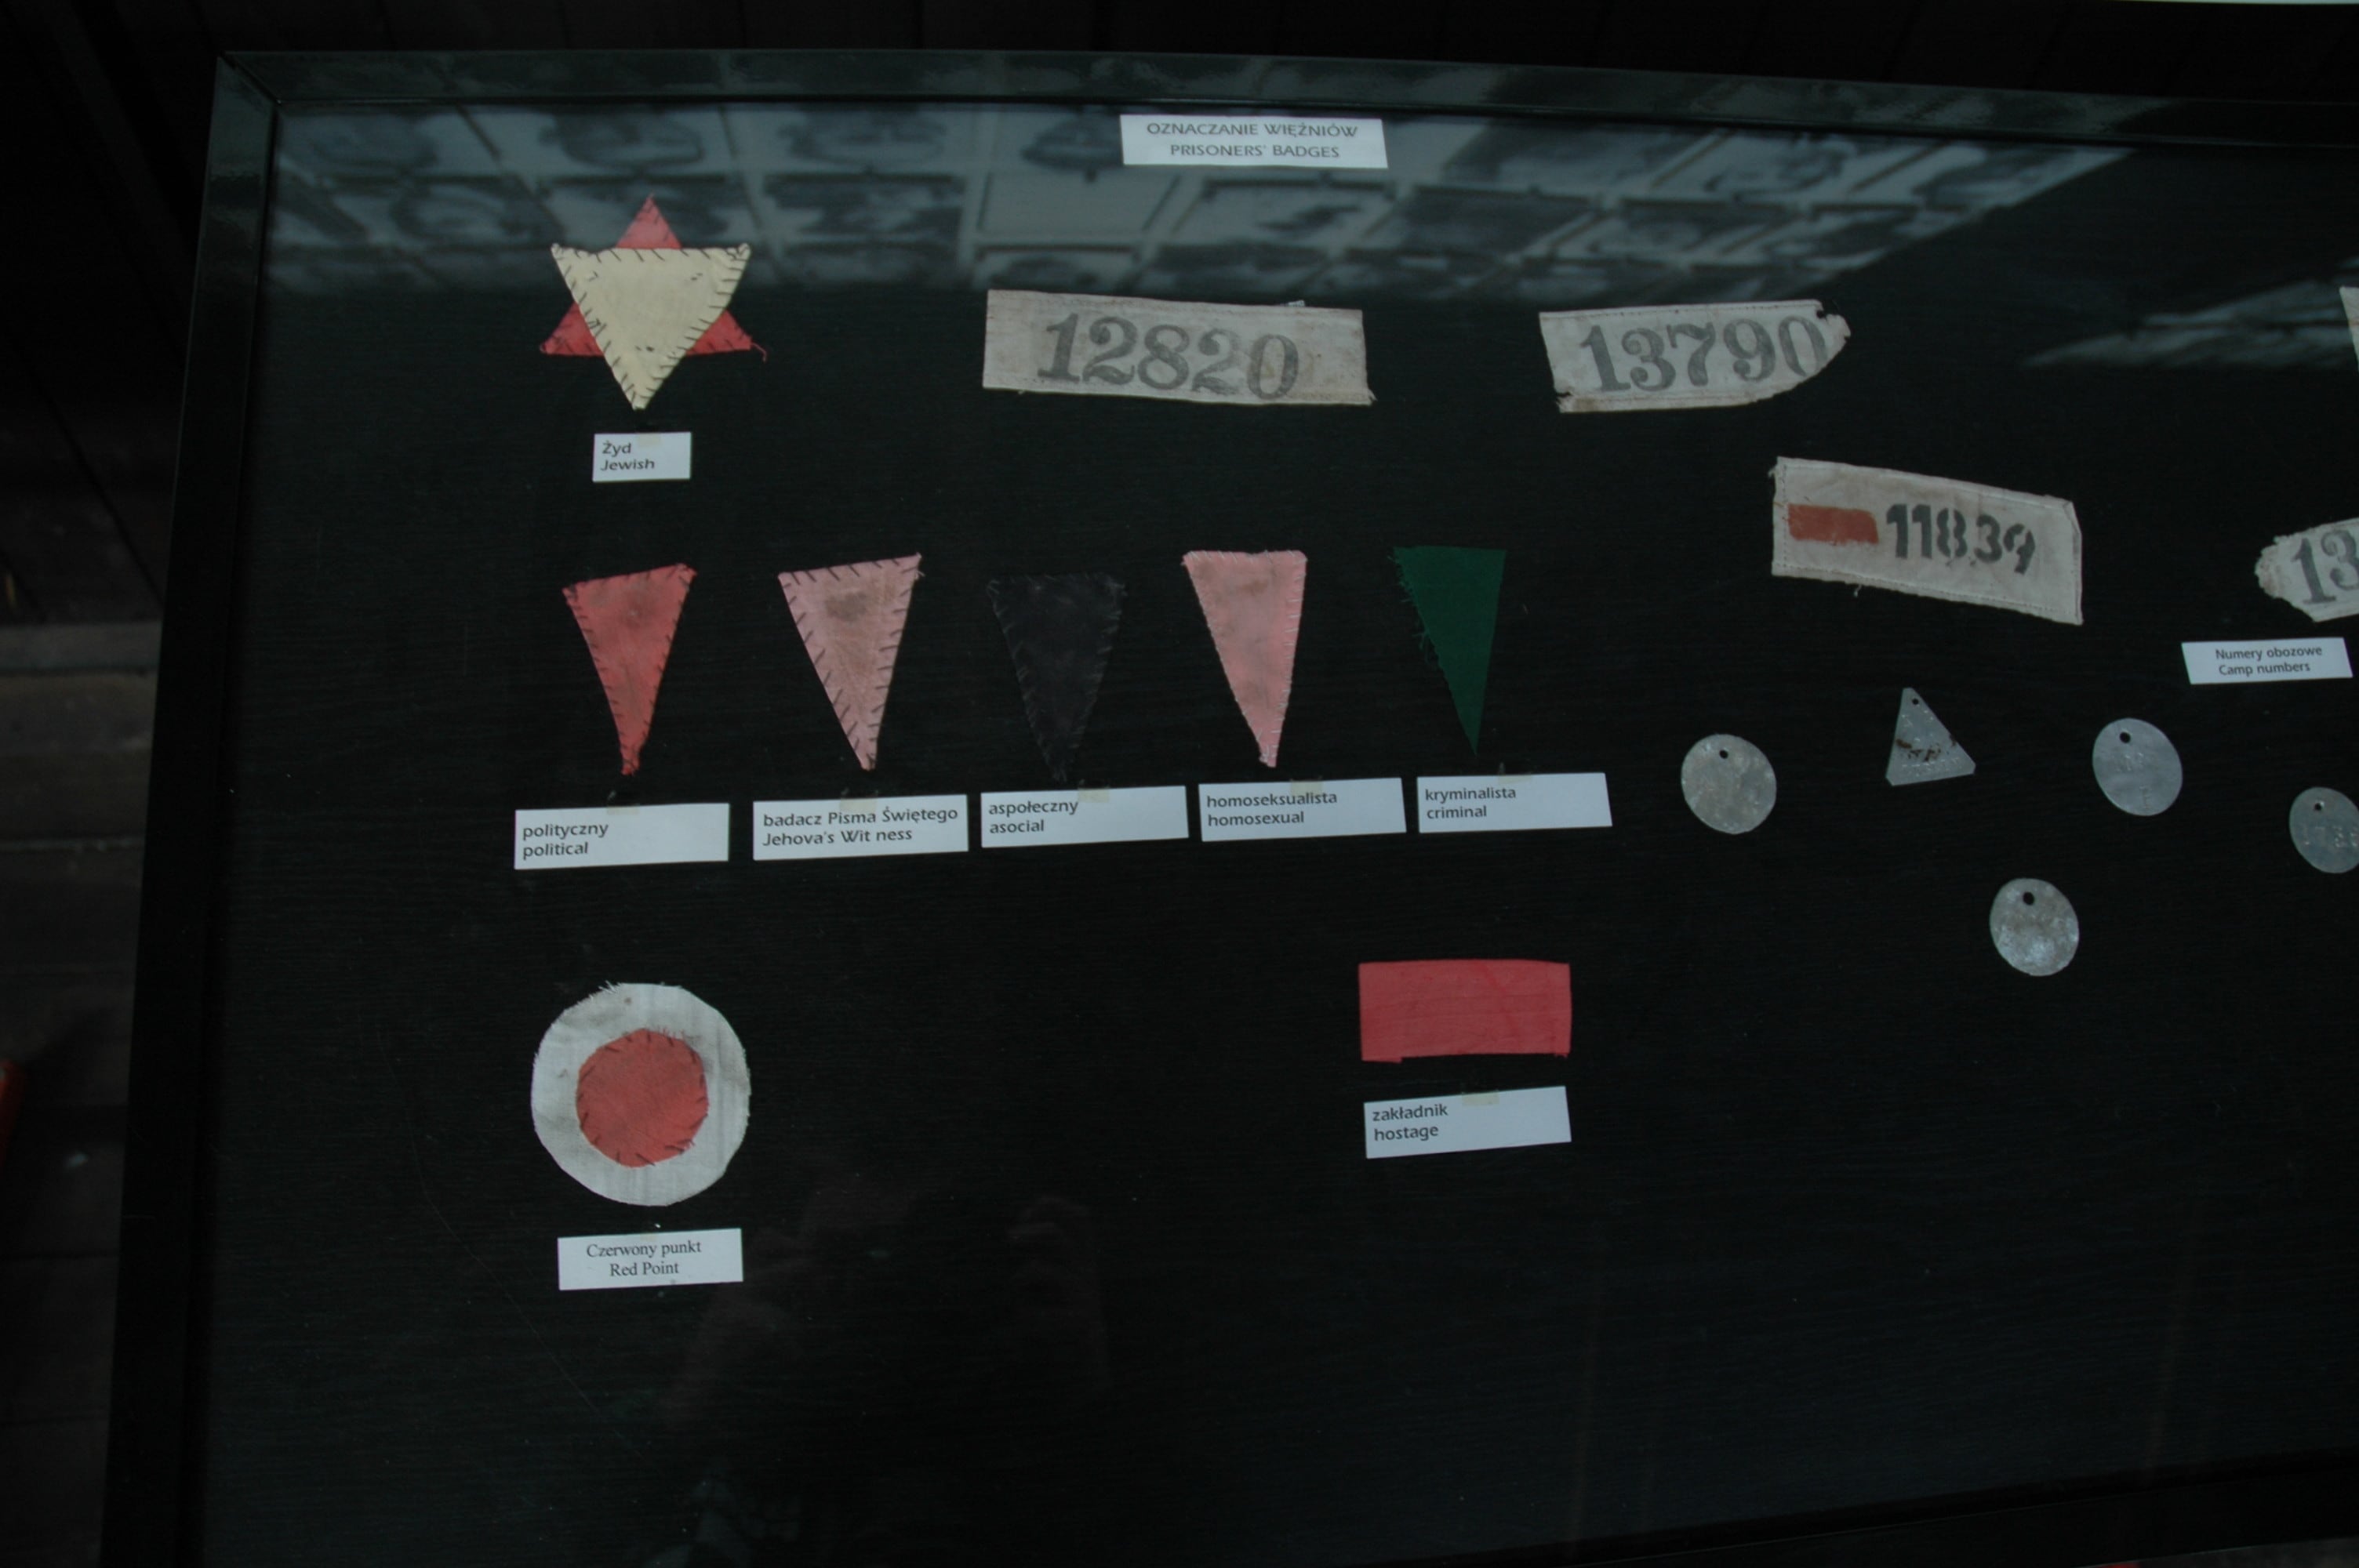 OZNACZANIE WIĘŹNIÓW
PRISONERS' BADGES
12820
13790
Żyd
Jewish
11839
13
Numery obozowe
Camp numbers
polityczny
political
badacz Pisma Świętego
Jehova's Wit ness
aspołeczny
asocial
homoseksualista
homosexual
kryminalista
criminal
zakładnik
hostage
Czerwony punkt
Red Point